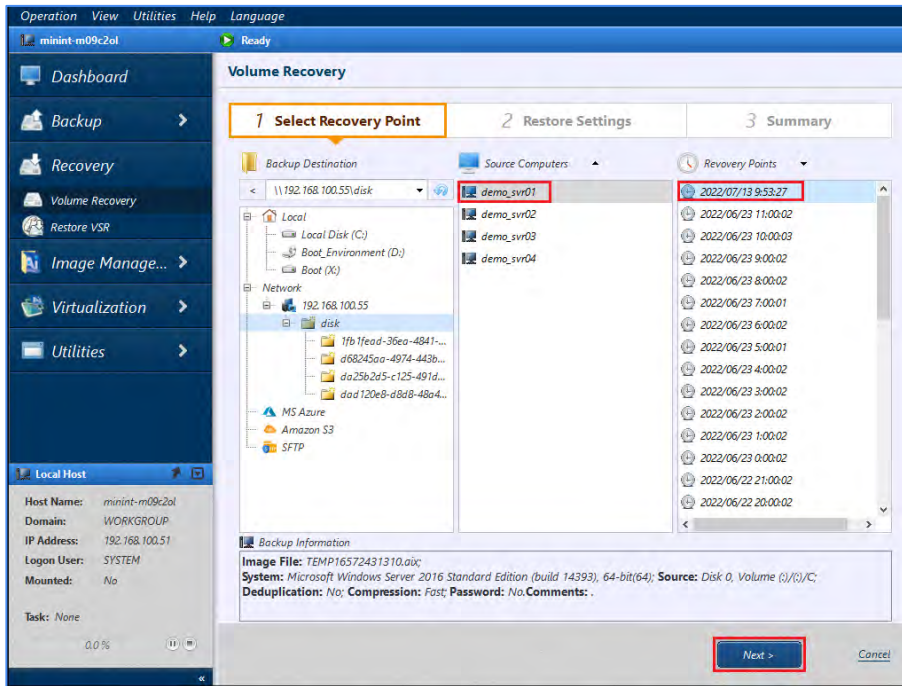 Operation View Utilities Help Language
minint-m09c2ol
Ready
Dashboard
Backup
Recovery
Volume Recovery
Restore VSR
Image Manage...
Virtualization
Utilities
Local Host
Host Name: minint-m09c2ol
Domain: WORKGROUP
IP Address: 192.168.100.51
Logon User: SYSTEM
Mounted: No
Task: None
0.0 %
«
Volume Recovery
1 Select Recovery Point
2 Restore Settings
3 Summary
Backup Destination
< \\192.168.100.55\disk
Local
Local Disk (C:)
Boot_Environment (D:)
Boot (X:)
Network
192.168.100.55
disk
1fb1fead-36ea-4841-...
d68245aa-4974-443b...
da25b2d5-c125-491d...
dad120e8-d8d8-48a4...
MS Azure
Amazon S3
SFTP
Source Computers
demo_svr01
demo_svr02
demo_svr03
demo_svr04
Revovery Points
2022/07/13 9:53:27
2022/06/23 11:00:02
2022/06/23 10:00:03
2022/06/23 9:00:02
2022/06/23 8:00:02
2022/06/23 7:00:01
2022/06/23 6:00:02
2022/06/23 5:00:01
2022/06/23 4:00:02
2022/06/23 3:00:02
2022/06/23 2:00:02
2022/06/23 1:00:02
2022/06/23 0:00:02
2022/06/22 21:00:02
2022/06/22 20:00:02
Backup Information
Image File: TEMP16572431310.aix;
System: Microsoft Windows Server 2016 Standard Edition (build 14393), 64-bit(64); Source: Disk 0, Volume (:)/(:)/C;
Deduplication: No; Compression: Fast; Password: No.Comments: .
Next >
Cancel